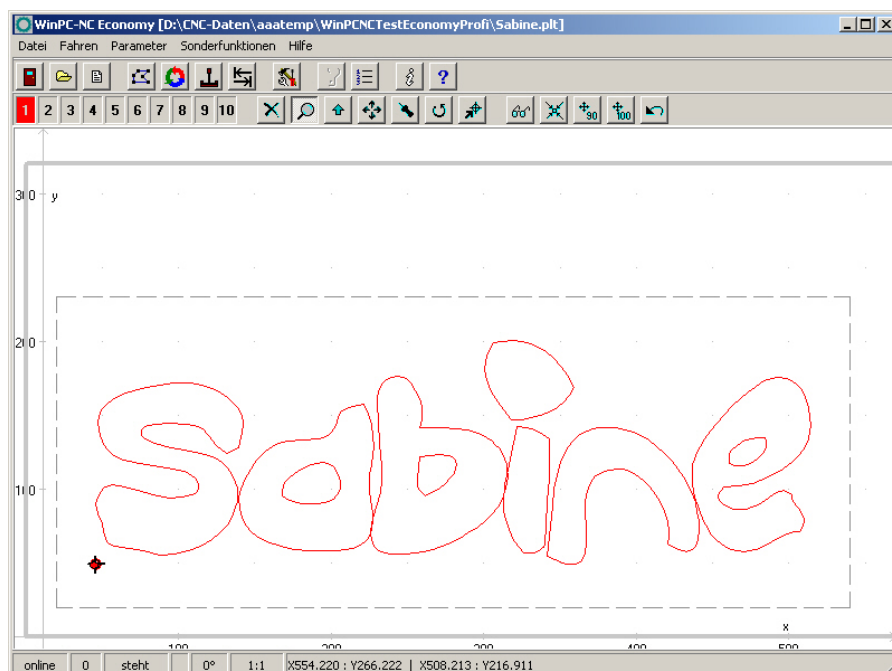 WinPC-NC Economy [D:\CNC-Daten\aaatemp\WinPCNCTestEconomyProfi\Sabine.plt]
Datei Fahren Parameter Sonderfunktionen Hilfe
1 2 3 4 5 6 7 8 9 10 90 100
300 y
200
Sabine
100
x
100 200 300 400 500
online 0 steht 0° 1:1 X554.220 : Y266.222 | X508.213 : Y216.911